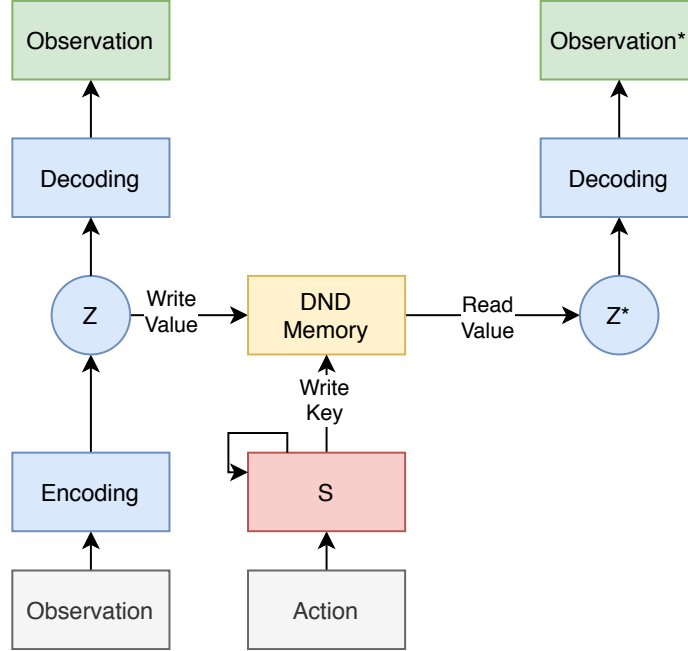 Observation
Observation*
Decoding
Decoding
Z
Write
Value
DND
Memory
Read
Value
Z*
Write
Key
Encoding
S
Observation
Action